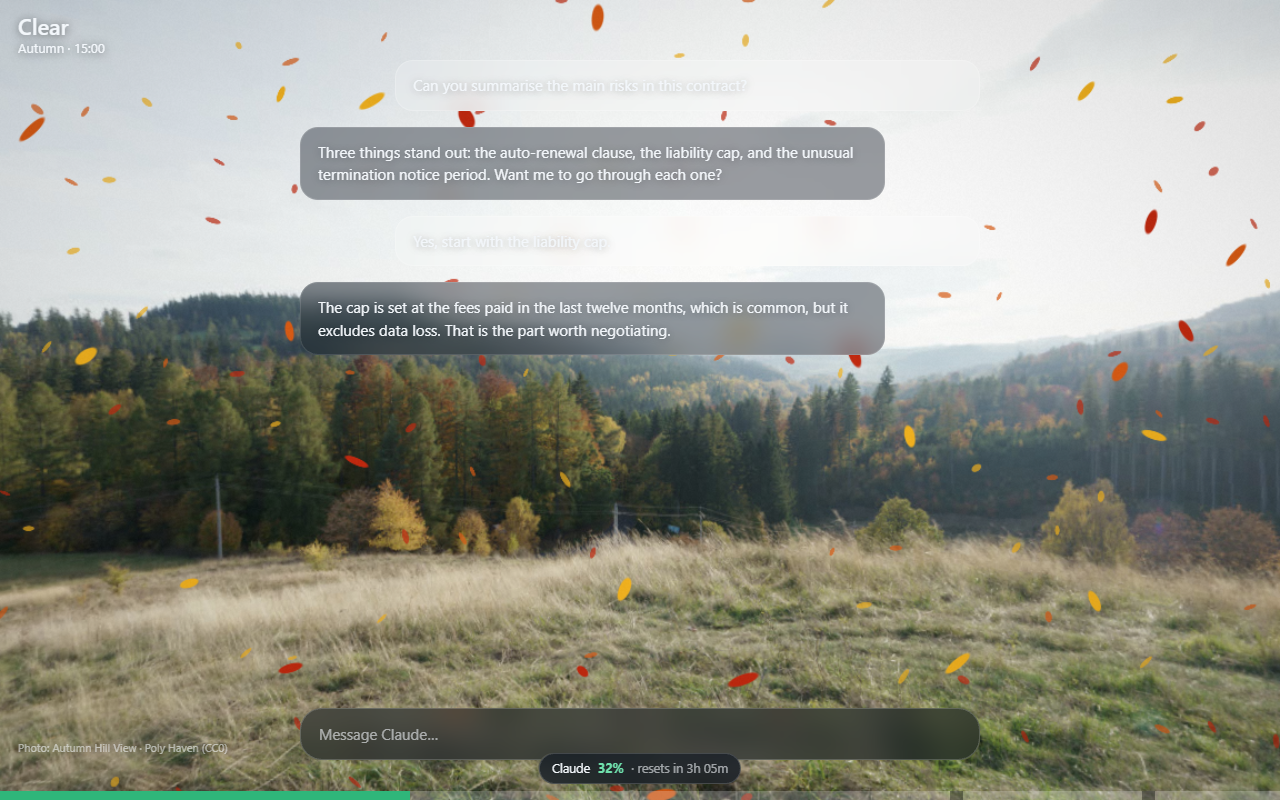 Clear
Autumn · 15:00
Can you summarise the main risks in this contract?
Three things stand out: the auto-renewal clause, the liability cap, and the unusual
termination notice period. Want me to go through each one?
Yes, start with the liability cap.
The cap is set at the fees paid in the last twelve months, which is common, but it
excludes data loss. That is the part worth negotiating.
Message Claude...
Photo: Autumn Hill View · Poly Haven (CC0)
Claude 32% · resets in 3h 05m